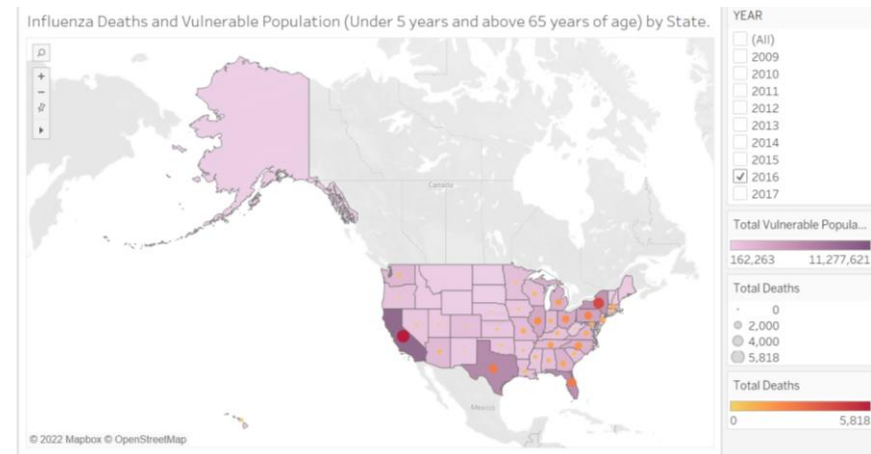 Influenza Deaths and Vulnerable Population (Under 5 years and above 65 years of age) by State.
Canada
Mexico
© 2022 Mapbox © OpenStreetMap
YEAR
(All)
2009
2010
2011
2012
2013
2014
2015
2016
2017
Total Vulnerable Popula...
162,263 11,277,621
Total Deaths
0
2,000
4,000
5,818
Total Deaths
0 5,818